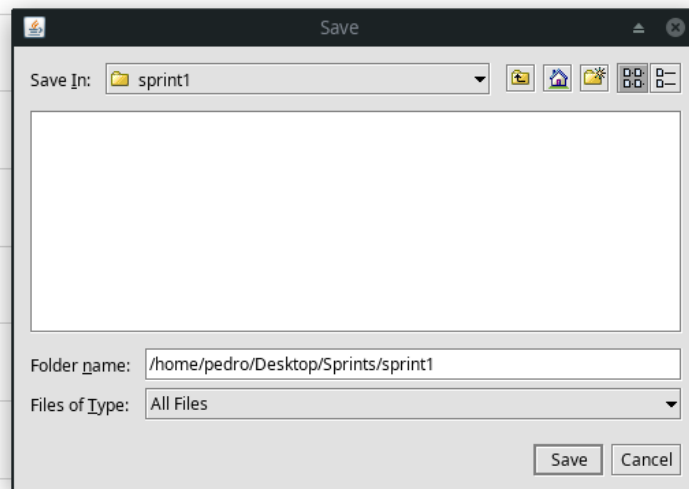 Save
Save In: sprint1
Folder name: /home/pedro/Desktop/Sprints/sprint1
Files of Type: All Files
Save Cancel